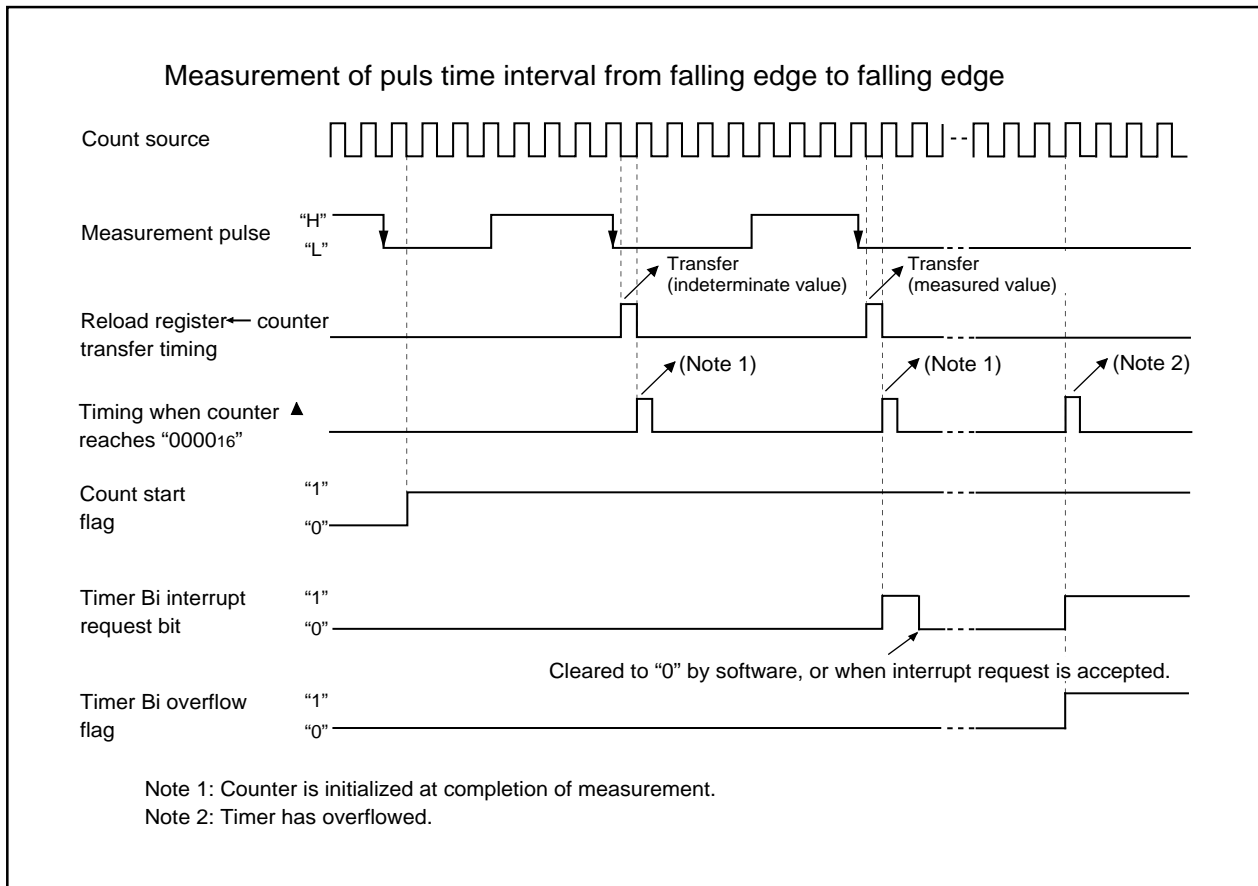 Measurement of puls time interval from falling edge to falling edge
Count source
Measurement pulse
“H”
“L”
Transfer
(indeterminate value)
Transfer
(measured value)
Reload register ← counter
transfer timing
(Note 1)
(Note 1)
(Note 2)
Timing when counter
reaches “000016”
Count start
flag
“1”
“0”
Timer Bi interrupt
request bit
“1”
“0”
Cleared to “0” by software, or when interrupt request is accepted.
Timer Bi overflow
flag
“1”
“0”
Note 1: Counter is initialized at completion of measurement.
Note 2: Timer has overflowed.